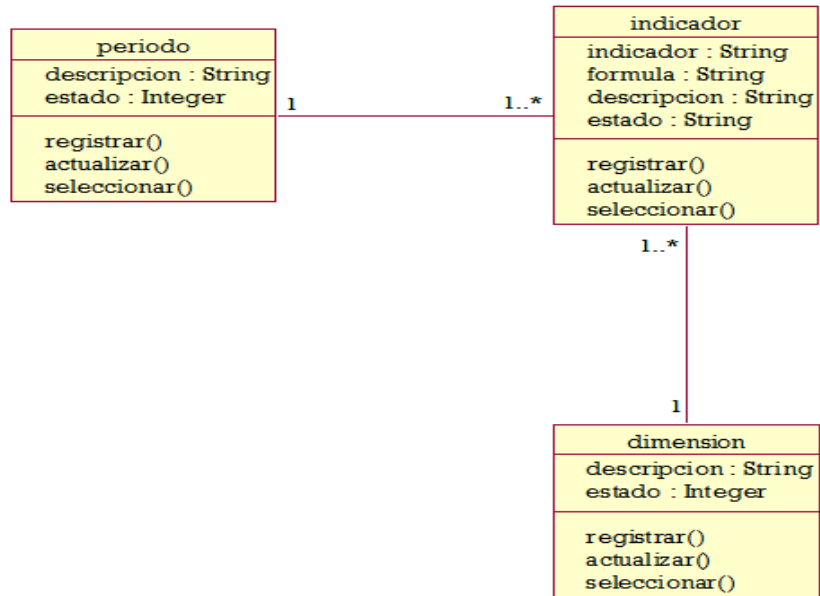 periodo
descripcion : String
estado : Integer
registrar()
actualizar()
seleccionar()
1
1..*
indicador
indicador : String
formula : String
descripcion : String
estado : String
registrar()
actualizar()
seleccionar()
1..*
1
dimension
descripcion : String
estado : Integer
registrar()
actualizar()
seleccionar()